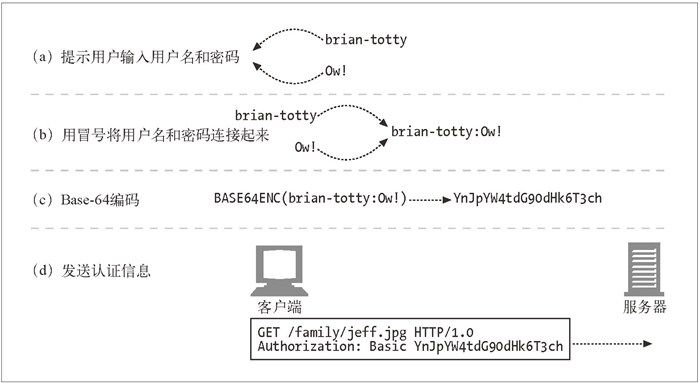 (a) 提示用户输入用户名和密码
brian-totty
Ow!
(b) 用冒号将用户名和密码连接起来
brian-totty
Ow!
brian-totty:Ow!
(c) Base-64编码
BASE64ENC(brian-totty:Ow!)
YnJpYW4tdG90dHk6T3ch
(d) 发送认证信息
客户端
服务器
GET /family/jeff.jpg HTTP/1.0
Authorization: Basic YnJpYW4tdG90dHk6T3ch